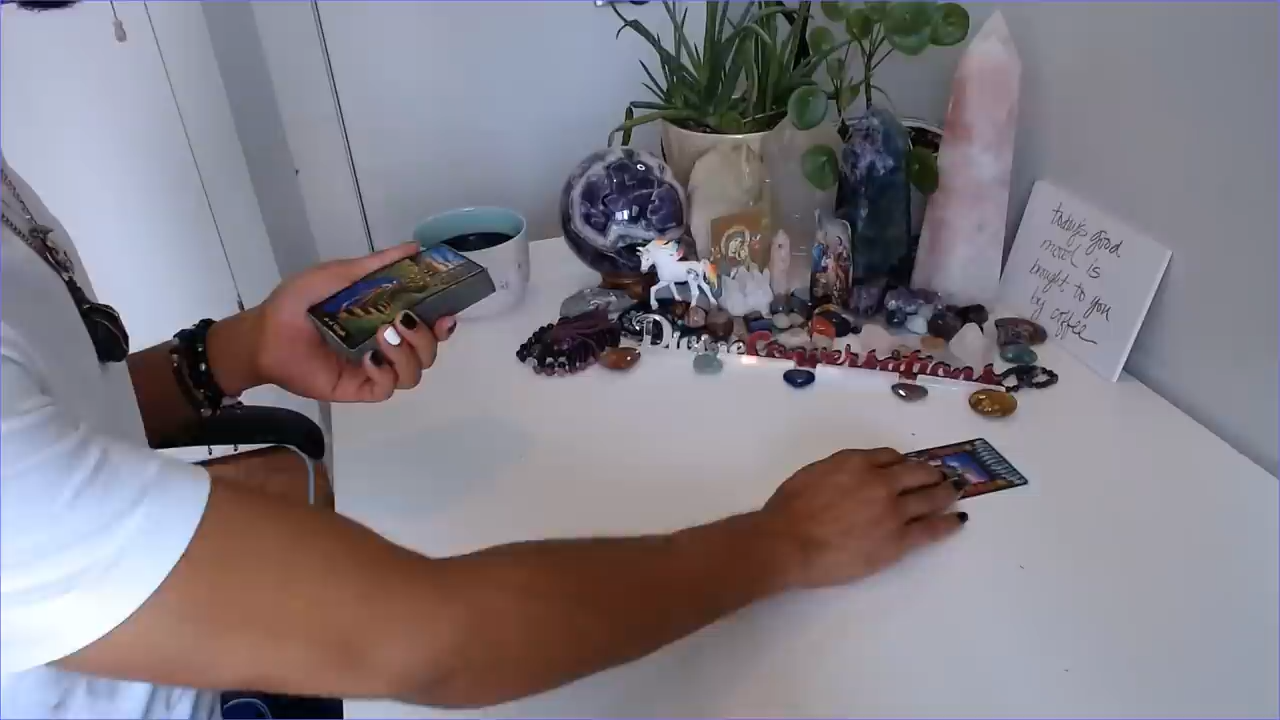 Divine Conversations
today's good
mood is
brought to you
by coffee